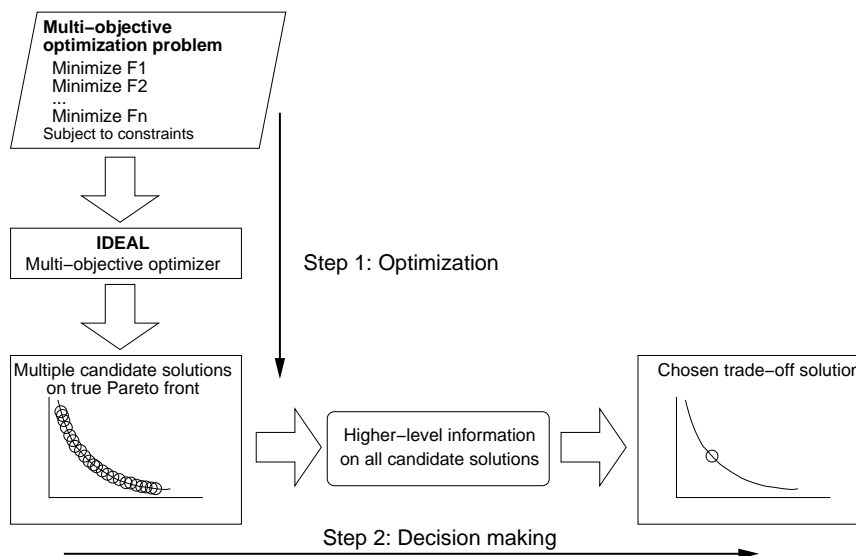 Multi−objective
optimization problem
Minimize F1
Minimize F2
...
Minimize Fn
Subject to constraints
IDEAL
Multi−objective optimizer
Step 1: Optimization
Multiple candidate solutions
on true Pareto front
Higher−level information
on all candidate solutions
Chosen trade−off solution
Step 2: Decision making